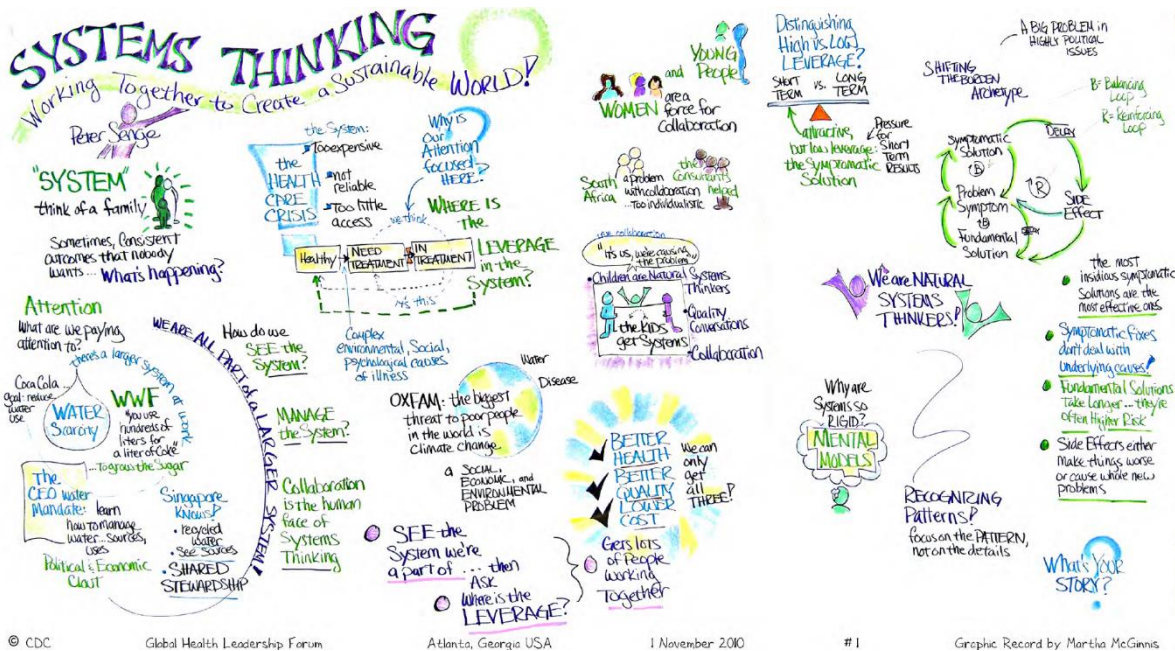 SYSTEMS THINKING
Working Together to Create a Sustainable WORLD!
Peter Senge
"SYSTEM"
think of a family
Sometimes, Consistent
outcomes that nobody
wants... What's happening?
Attention
What are we paying
attention to?
there's a larger system at work
Coca Cola...
goal: reduce
water
use
WATER
Scarcity
WWF
"You use
hundreds of
liters for
a liter of Coke"
...To grow the Sugar
The
CEO water
Mandate: learn
how to manage
water... sources,
uses
Political & Economic
Clout
Singapore
KNOWS!
• recycled
water
• See Sources
• SHARED
STEWARDSHIP
WE ARE ALL PART of a LARGER SYSTEM!
the System:
the
HEALTH
CARE
CRISIS
Too expensive
not
reliable
Too little
access
Why is
Our
Attention
focused
HERE?
we think
WHERE IS
the
LEVERAGE
in the
System?
Healthy
NEED
TREATMENT
IN
TREATMENT
it's this
Complex
environmental, Social,
psychological causes
of illness
How do we
SEE the
System?
MANAGE
the System?
Collaboration
is the human
face of
Systems
Thinking
Water
Disease
OXFAM: the biggest
threat to poor people
in the world is
climate change
a SOCIAL,
ECONOMIC, and
ENVIRONMENTAL
PROBLEM
SEE the
System we're
a part of ... then
ASK
Where is the
LEVERAGE?
YOUNG
and People
WOMEN are a
force for
Collaboration
South
Africa
a problem
with collaboration
... Too individualistic
the
Consultants
helped
true collaboration
"it's us, we're causing
the problem"
• Children are Natural Systems
Thinkers
the KIDS
get Systems
• Quality
Conversations
• Collaboration
BETTER
HEALTH
BETTER
QUALITY
LOWER
COST
We can
only
get
all
THREE!
Gets lots
of People
working
Together
Distinguishing
High vs. LOW
LEVERAGE?
SHORT
TERM
vs.
LONG
TERM
attractive,
but low leverage:
the Symptomatic
Solution
Pressure
for
Short
Term
RESULTS
A BIG PROBLEM in
HIGHLY POLITICAL
ISSUES
SHIFTING
THE BURDEN
Archetype
B = Balancing
Loop
R = Reinforcing
Loop
Symptomatic
Solution
DELAY
B
R
Problem
Symptom
SIDE
EFFECT
B
Fundamental
Solution
We are NATURAL
SYSTEMS
THINKERS!
Why are
Systems so
RIGID?
MENTAL
MODELS
RECOGNIZING
Patterns!
focus on the PATTERN,
not on the details
the most
insidious symptomatic
Solutions are the
most effective ones
Symptomatic fixes
don't deal with
underlying causes!
Fundamental Solutions
Take Longer... they're
often Higher Risk
Side Effects either
make things worse
or cause whole new
problems
What's YOUR
STORY?
© CDC Global Health Leadership Forum Atlanta, Georgia USA 1 November 2010 #1 Graphic Record by Martha McGinnis